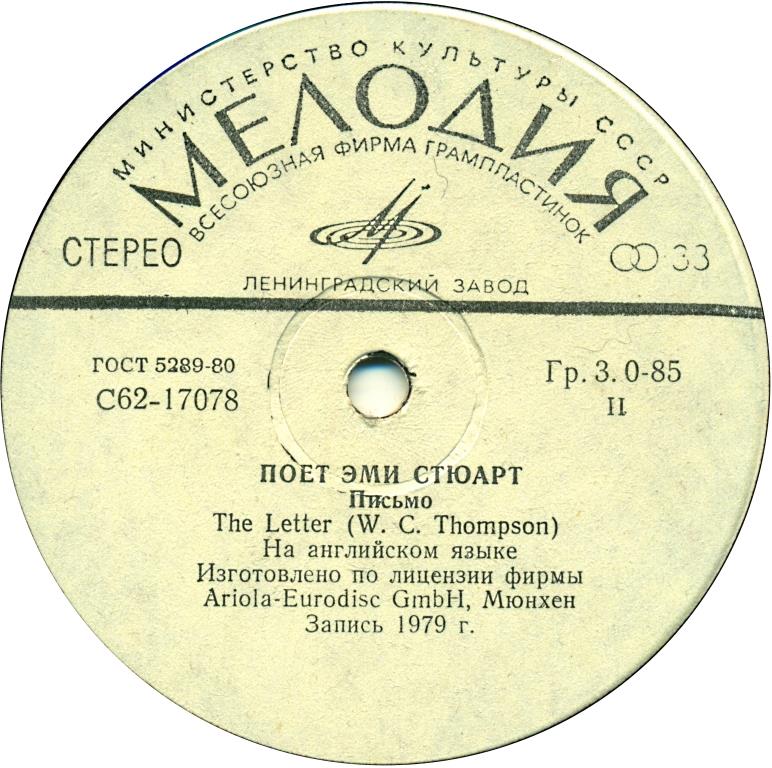 МИНИСТЕРСТВО КУЛЬТУРЫ СССР
МЕЛОДИЯ
ВСЕСОЮЗНАЯ ФИРМА ГРАМПЛАСТИНОК
СТЕРЕО
33
ЛЕНИНГРАДСКИЙ ЗАВОД
ГОСТ 5289-80
Гр. 3. 0-85
С62-17078
II
ПОЕТ ЭМИ СТЮАРТ
Письмо
The Letter (W. C. Thompson)
На английском языке
Изготовлено по лицензии фирмы
Ariola-Eurodisc GmbH, Мюнхен
Запись 1979 г.